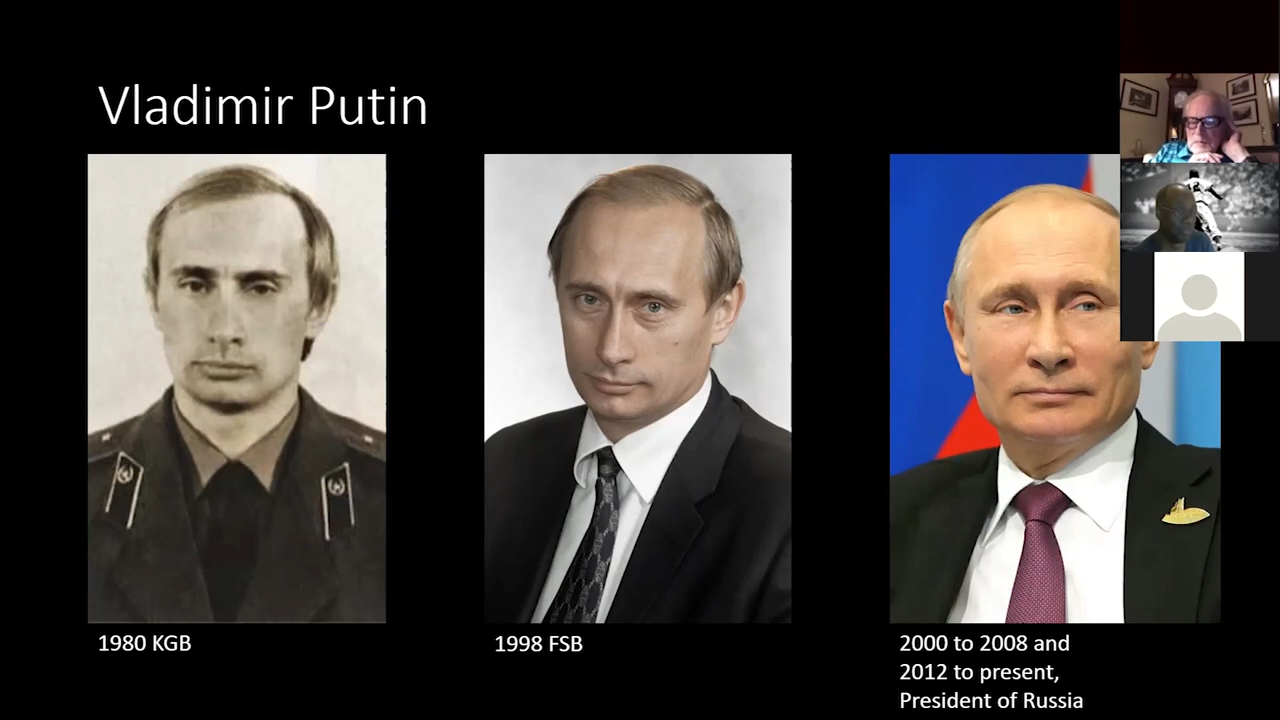 Vladimir Putin
1980 KGB
1998 FSB
2000 to 2008 and
2012 to present,
President of Russia